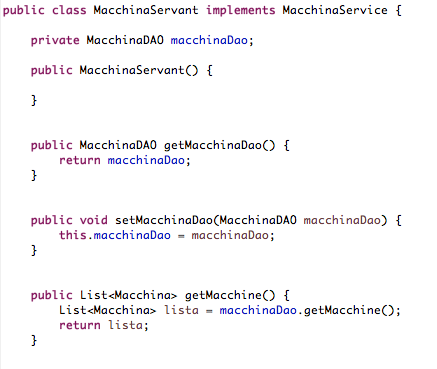 public class MacchinaServant implements MacchinaService {
private MacchinaDAO macchinaDao;
public MacchinaServant() {
}
public MacchinaDAO getMacchinaDao() {
return macchinaDao;
}
public void setMacchinaDao(MacchinaDAO macchinaDao) {
this.macchinaDao = macchinaDao;
}
public List<Macchina> getMacchine() {
List<Macchina> lista = macchinaDao.getMacchine();
return lista;
}